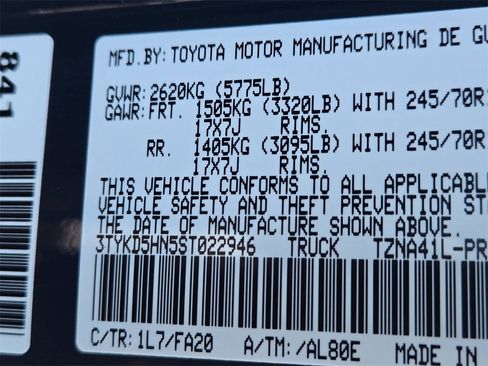 841
MFD.BY: TOYOTA MOTOR MANUFACTURING DE GU
GVWR: 2620KG (5775LB)
GAWR: FRT. 1505KG (3320LB) WITH 245/70R1
17X7J RIMS.
RR. 1405KG (3095LB) WITH 245/70R
17X7J RIMS.
THIS VEHICLE CONFORMS TO ALL APPLICABLE
VEHICLE SAFETY AND THEFT PREVENTION ST
THE DATE OF MANUFACTURE SHOWN ABOVE.
3TYKD5HN5ST022946 TRUCK TZNA41L-PR
C/TR: 1L7/FA20 A/TM: /AL80E MADE IN